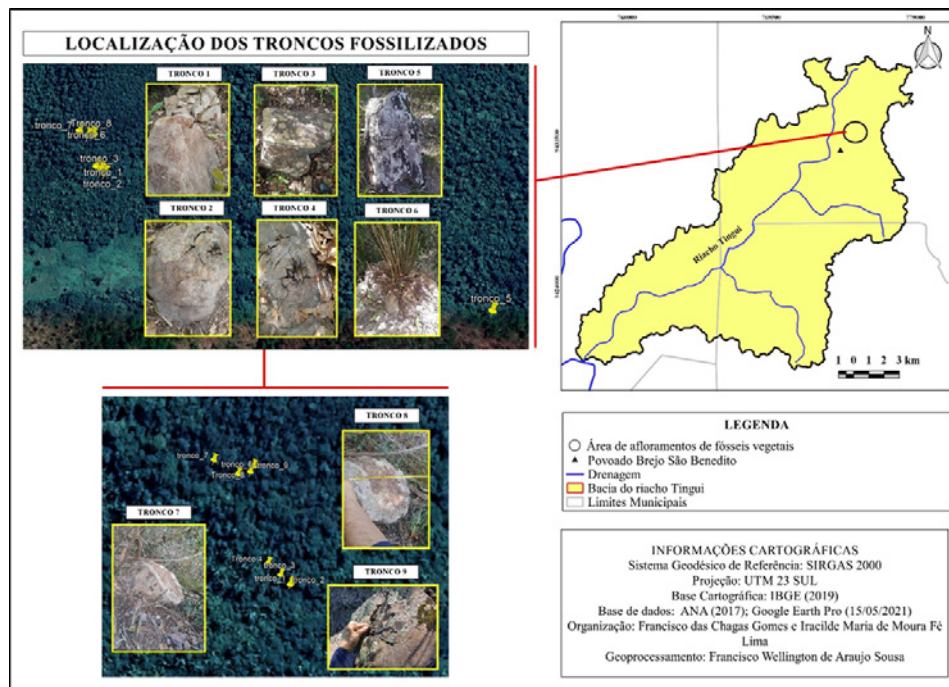 LOCALIZAÇÃO DOS TRONCOS FOSSILIZADOS
TRONCO 1
TRONCO 3
TRONCO 5
tronco_7
Tronco_8
tronco_6
tronco_3
tronco_1
tronco_2
TRONCO 2
TRONCO 4
TRONCO 6
tronco_5
TRONCO 8
tronco_7
tronco_9
TRONCO 7
Tronco 4
tronco_3
tronco_1
tronco_2
TRONCO 9
N
Riacho Tingui
1 0 1 2 3 km
LEGENDA
Área de afloramentos de fósseis vegetais
Povoado Brejo São Benedito
Drenagem
Bacia do riacho Tingui
Limites Municipais
INFORMAÇÕES CARTOGRÁFICAS
Sistema Geodésico de Referência: SIRGAS 2000
Projeção: UTM 23 SUL
Base Cartográfica: IBGE (2019)
Base de dados: ANA (2017); Google Earth Pro (15/05/2021)
Organização: Francisco das Chagas Gomes e Iracilde Maria de Moura Fé
Lima
Geoprocessamento: Francisco Wellington de Araujo Sousa